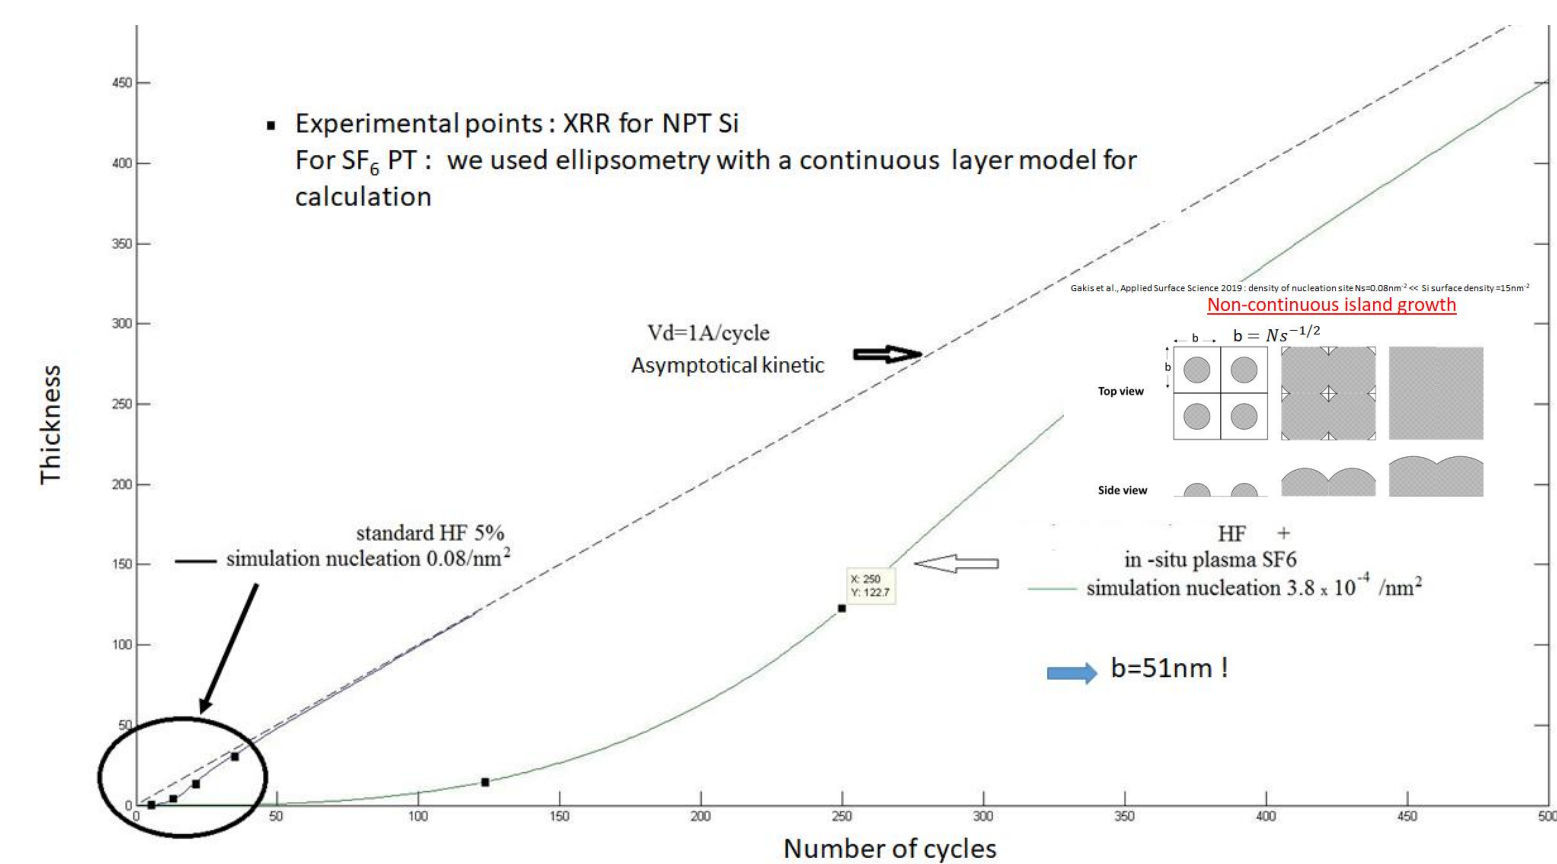 450
400
350
300
250
200
150
100
50
0
Thickness
▪ Experimental points : XRR for NPT Si
For SF₆ PT : we used ellipsometry with a continuous layer model for
calculation
Vd=1A/cycle
Asymptotical kinetic
Gakis et al., Applied Surface Science 2019 : density of nucleation site Ns=0.08nm⁻² << Si surface density =15nm⁻²
Non-continuous island growth
b
b = Ns⁻¹/²
b
Top view
Side view
standard HF 5%
simulation nucleation 0.08/nm²
X: 250
Y: 122.7
HF +
in -situ plasma SF6
simulation nucleation 3.8 x 10⁻⁴ /nm²
b=51nm !
0 50 100 150 200 250 300 350 400 450 500
Number of cycles